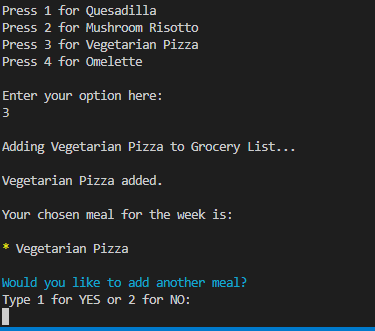 Press 1 for Quesadilla
Press 2 for Mushroom Risotto
Press 3 for Vegetarian Pizza
Press 4 for Omelette
Enter your option here:
3
Adding Vegetarian Pizza to Grocery List...
Vegetarian Pizza added.
Your chosen meal for the week is:
* Vegetarian Pizza
Would you like to add another meal?
Type 1 for YES or 2 for NO: